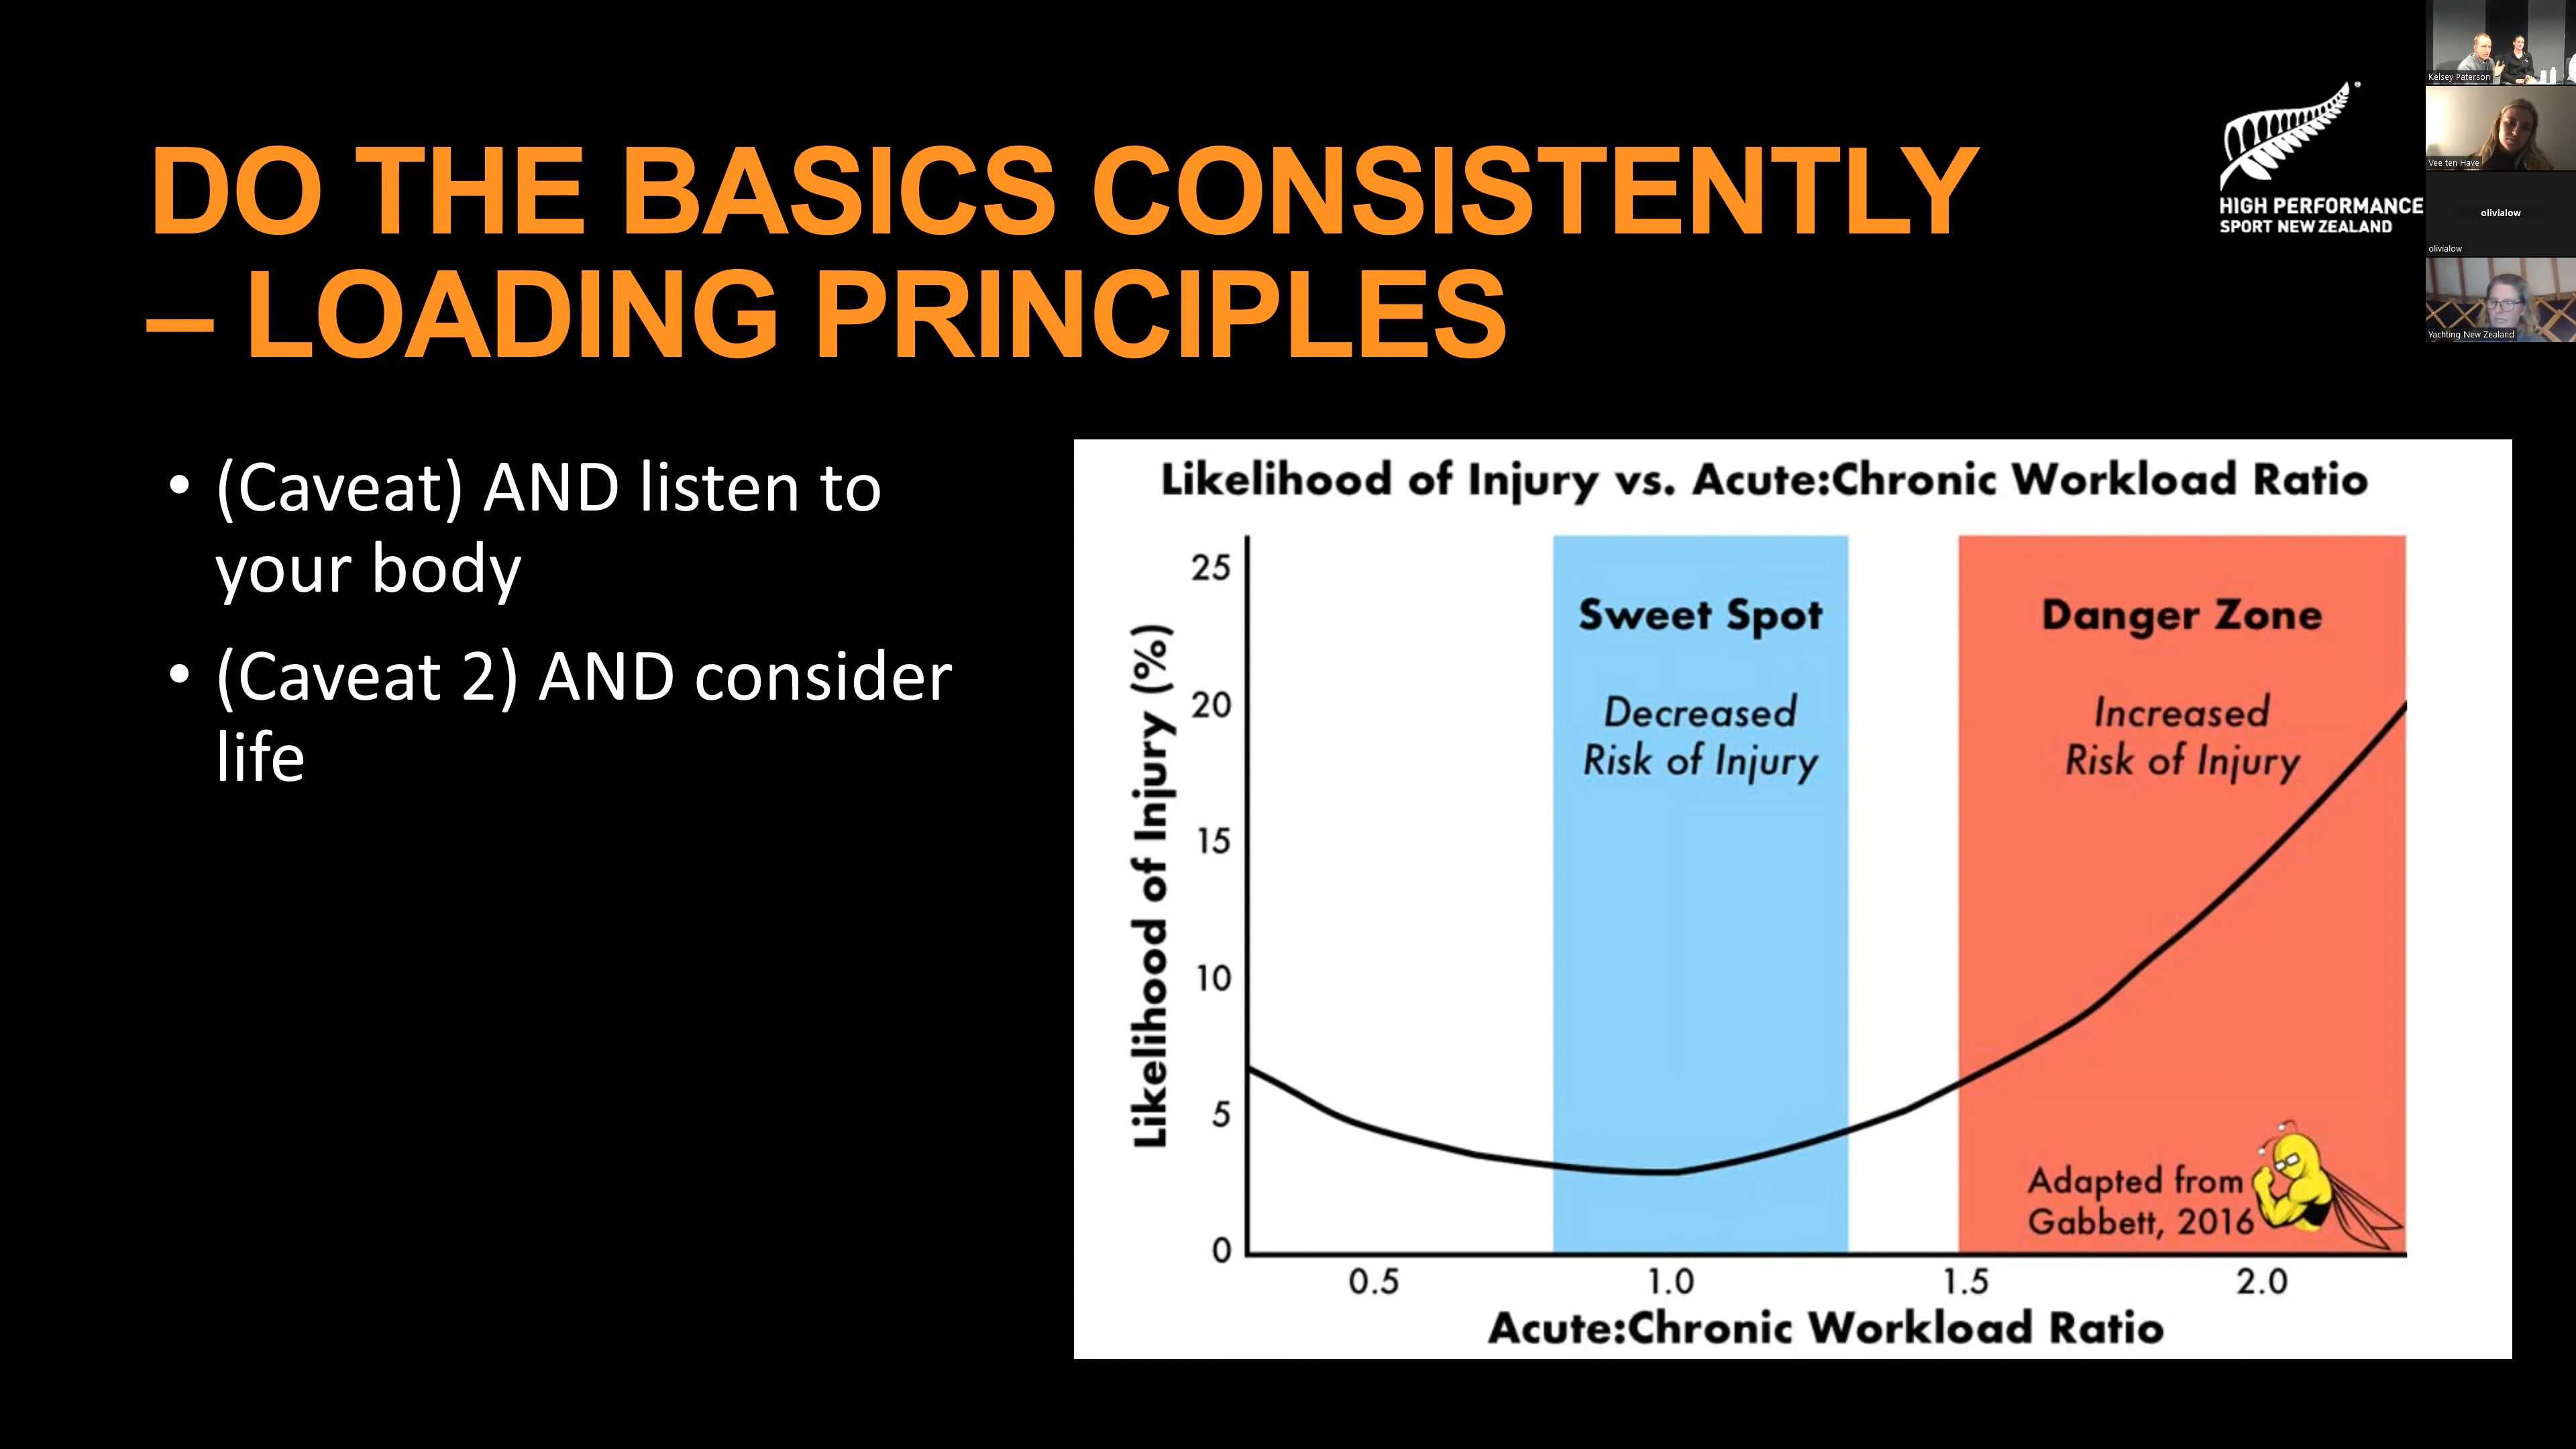 DO THE BASICS CONSISTENTLY
– LOADING PRINCIPLES
HIGH PERFORMANCE
SPORT NEW ZEALAND
Kelsey Paterson
Vee ten Have
olivialow
olivialow
Yachting New Zealand
• (Caveat) AND listen to
your body
• (Caveat 2) AND consider
life
Likelihood of Injury vs. Acute:Chronic Workload Ratio
Likelihood of Injury (%)
25
20
15
10
5
0
Sweet Spot
Decreased
Risk of Injury
Danger Zone
Increased
Risk of Injury
Adapted from
Gabbett, 2016
0.5 1.0 1.5 2.0
Acute:Chronic Workload Ratio